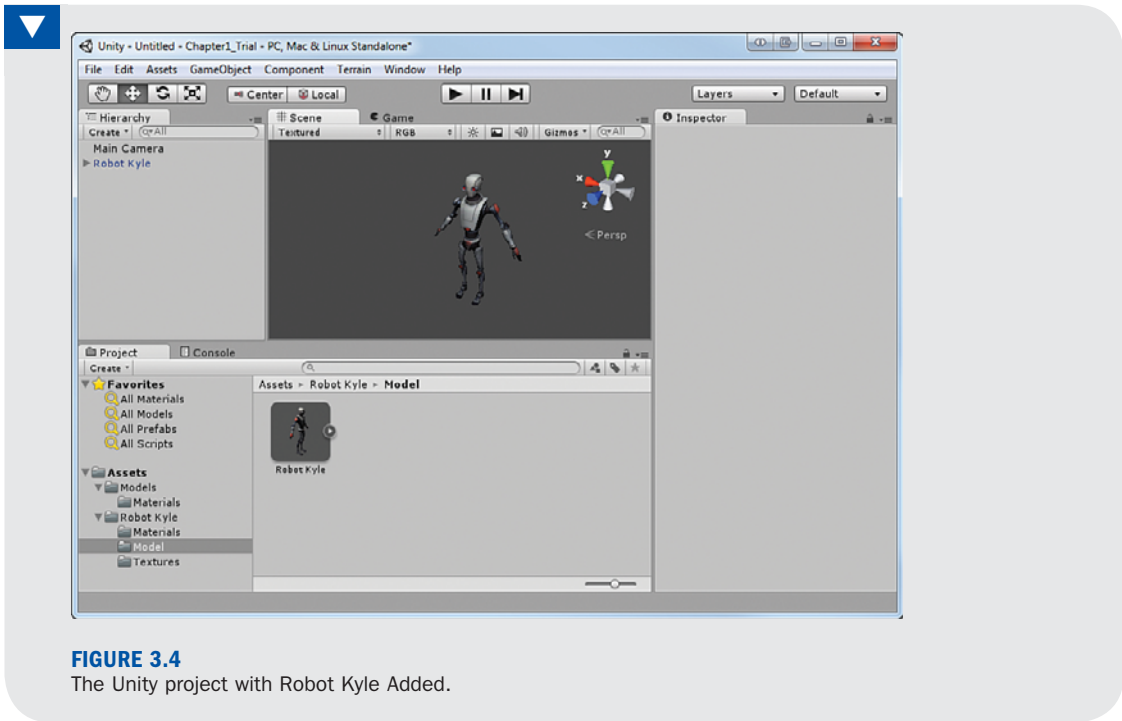 Unity - Untitled - Chapter1_Trial - PC, Mac & Linux Standalone*
File Edit Assets GameObject Component Terrain Window Help
Center Local Layers Default
Hierarchy
Create All
Main Camera
Robot Kyle
Scene Game
Textured RGB Gizmos All
y
x
z
Persp
Inspector
Project Console
Create
Favorites
All Materials
All Models
All Prefabs
All Scripts
Assets
Models
Materials
Robot Kyle
Materials
Model
Textures
Assets Robot Kyle Model
Robot Kyle
FIGURE 3.4
The Unity project with Robot Kyle Added.